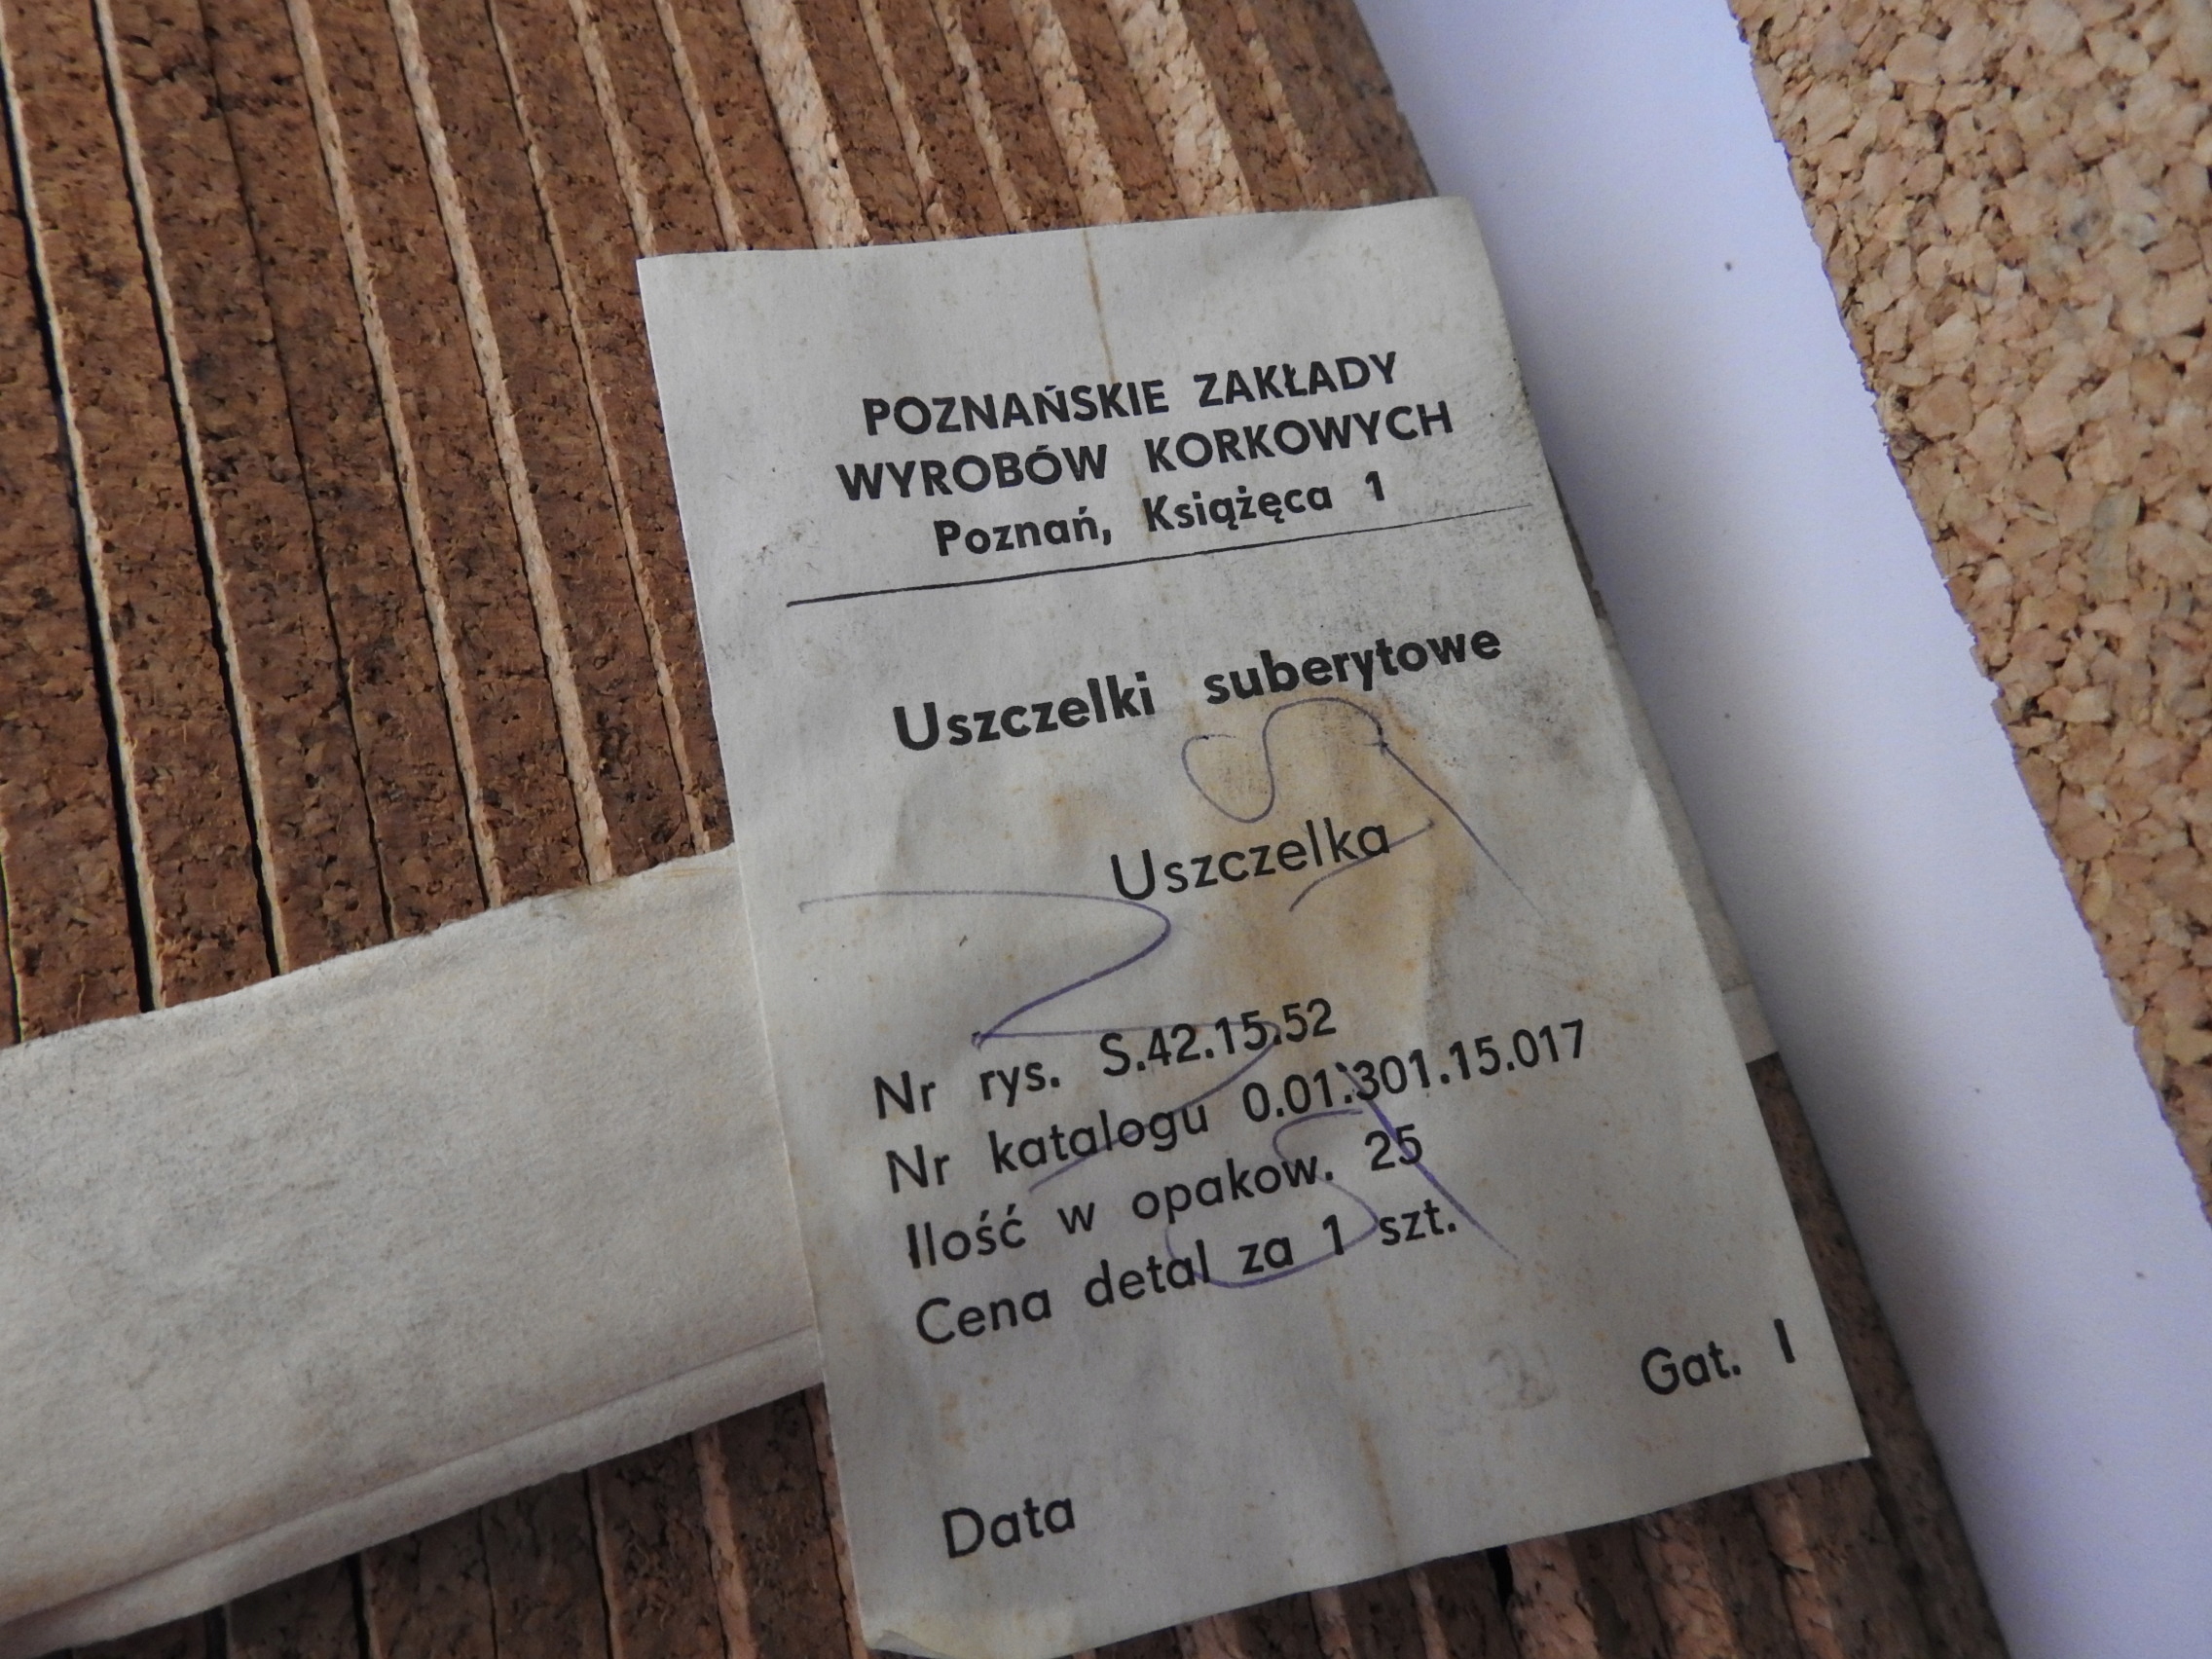 POZNAŃSKIE ZAKŁADY
WYROBÓW KORKOWYCH
Poznań, Książęca 1
Uszczelki suberytowe
Uszczelka
Nr rys. S.42.15.52
Nr katalogu 0.01.301.15.017
Ilość w opakow. 25
Cena detal za 1 szt.
Gat. I
Data